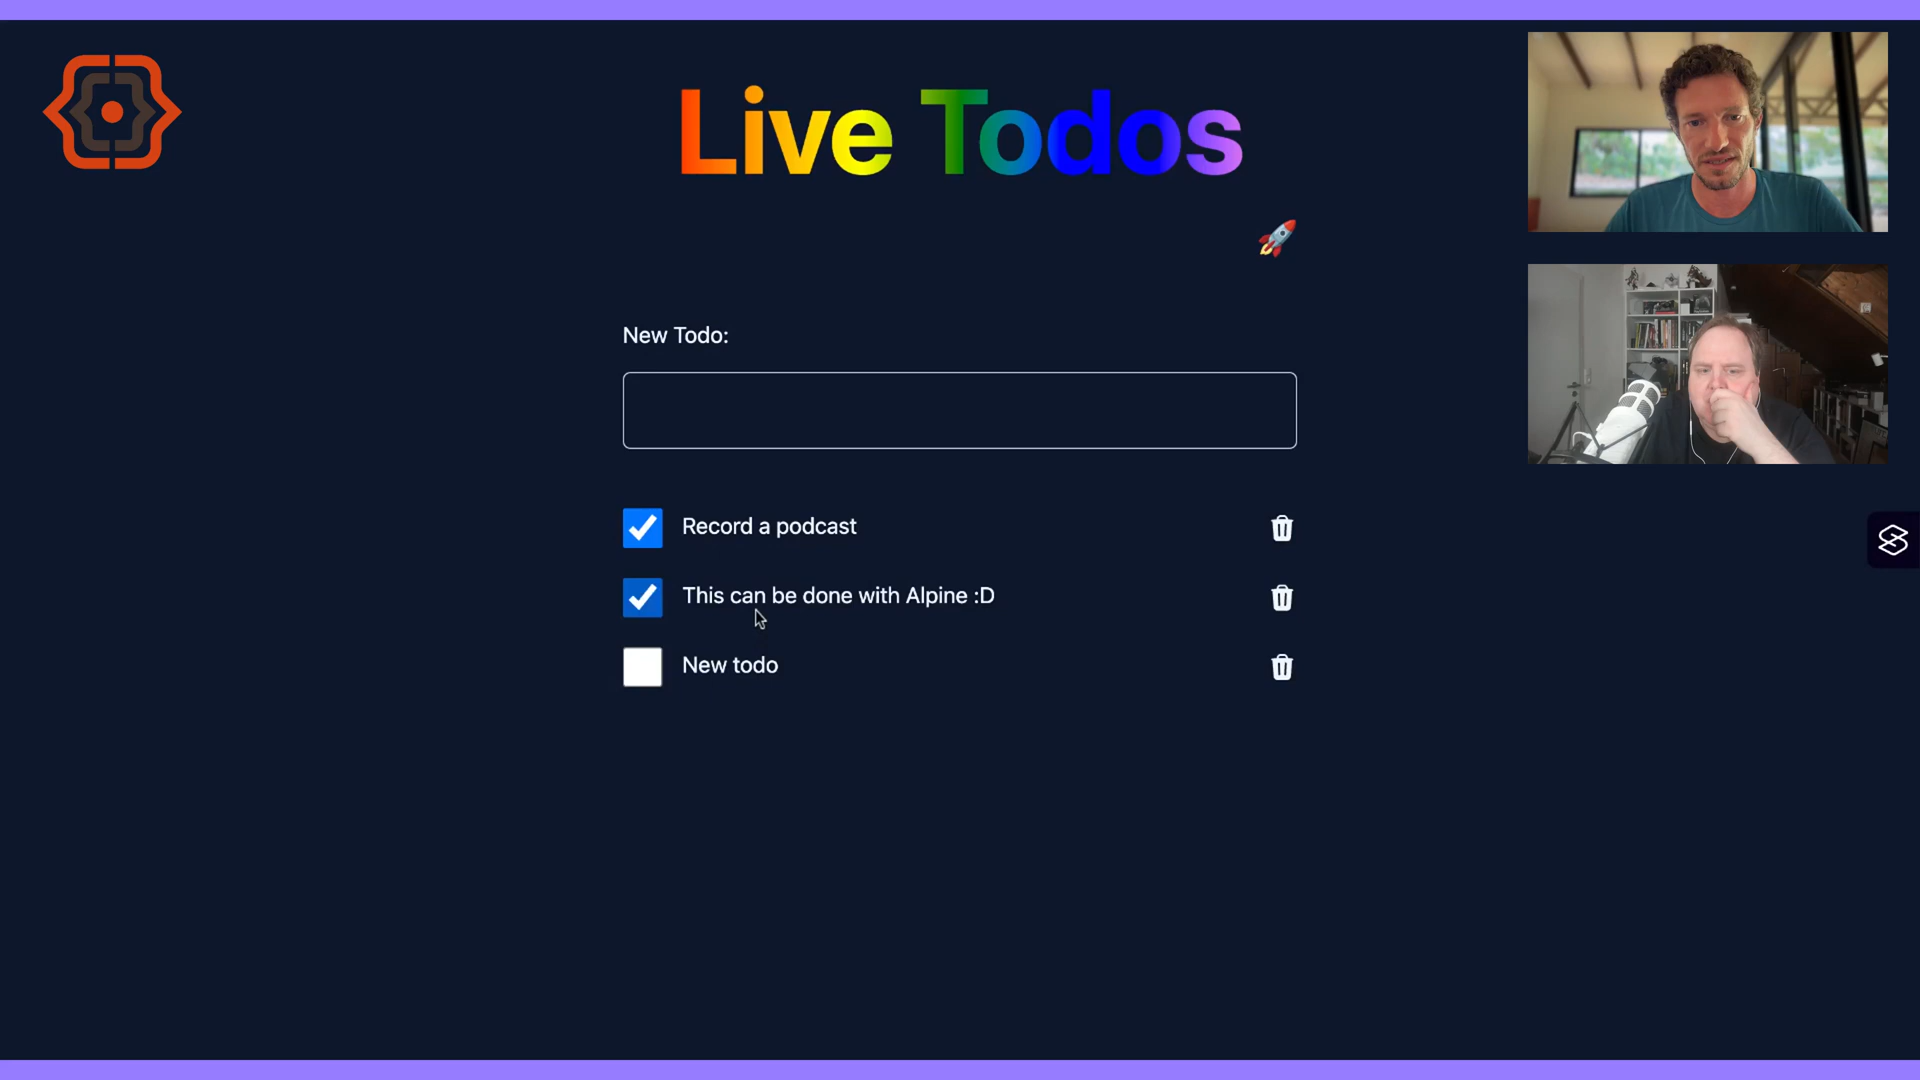 Live Todos
New Todo:
Record a podcast
This can be done with Alpine :D
New todo